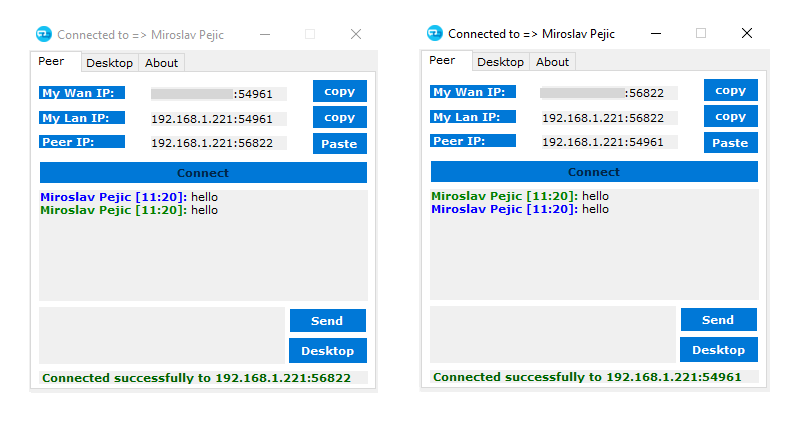 Connected to => Miroslav Pejic
Peer Desktop About
My Wan IP: :54961 copy
My Lan IP: 192.168.1.221:54961 copy
Peer IP: 192.168.1.221:56822 Paste
Connect
Miroslav Pejic [11:20]: hello
Miroslav Pejic [11:20]: hello
Send
Desktop
Connected successfully to 192.168.1.221:56822
Connected to => Miroslav Pejic
Peer Desktop About
My Wan IP: :56822 copy
My Lan IP: 192.168.1.221:56822 copy
Peer IP: 192.168.1.221:54961 Paste
Connect
Miroslav Pejic [11:20]: hello
Miroslav Pejic [11:20]: hello
Send
Desktop
Connected successfully to 192.168.1.221:54961